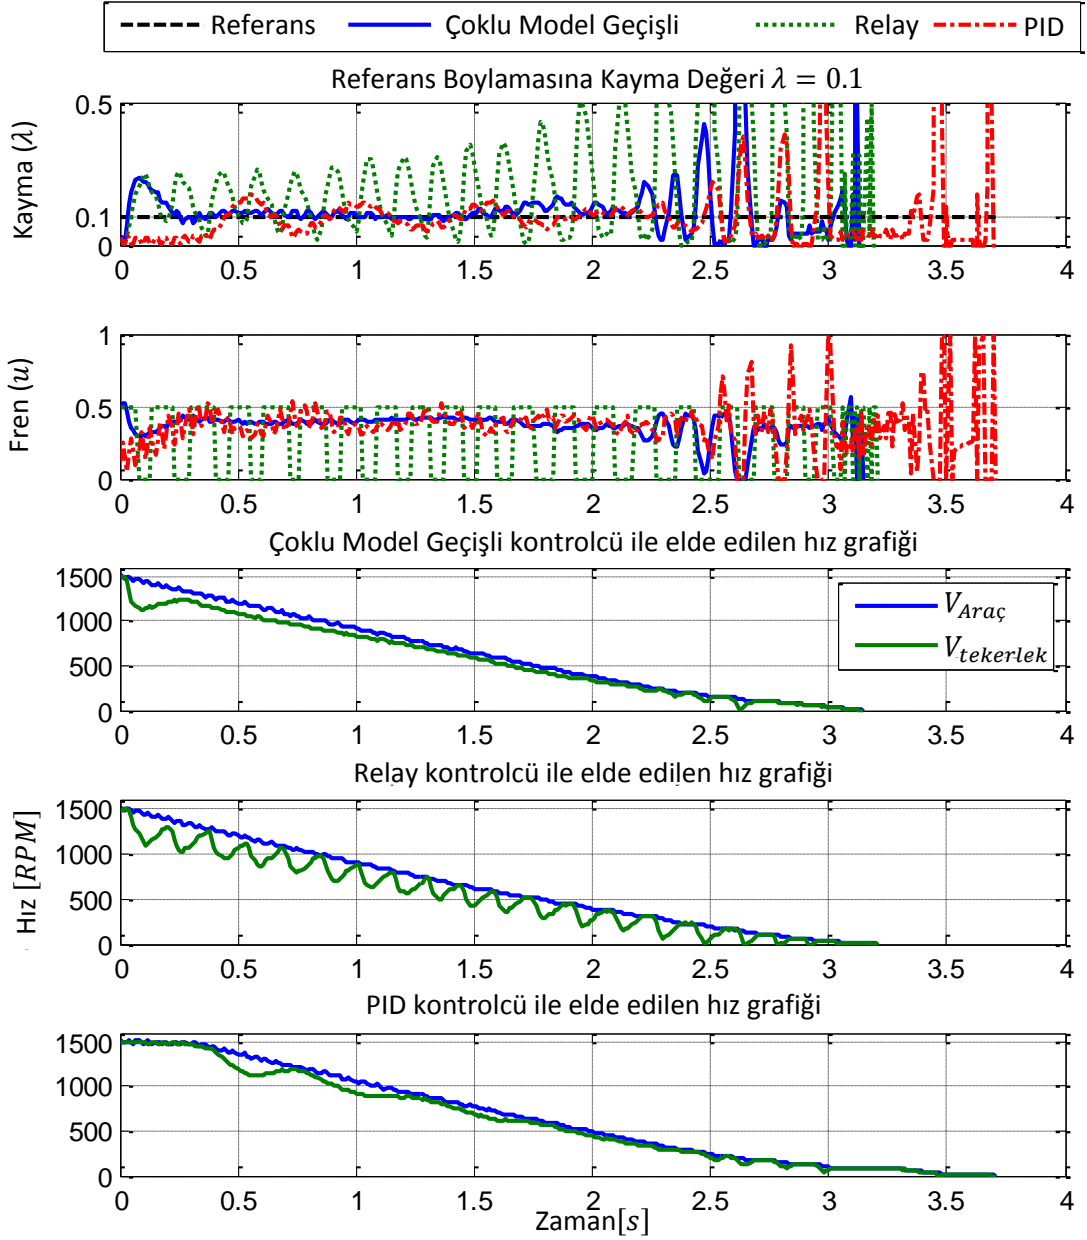 Referans Çoklu Model Geçişli Relay PID
Referans Boylamasına Kayma Değeri λ = 0.1
Kayma (λ)
0.5
0.1
0
0 0.5 1 1.5 2 2.5 3 3.5 4
Fren (u)
1
0.5
0
0 0.5 1 1.5 2 2.5 3 3.5 4
Çoklu Model Geçişli kontrolcü ile elde edilen hız grafiği
1500
1000
500
0
V_Araç
V_tekerlek
0 0.5 1 1.5 2 2.5 3 3.5 4
Relay kontrolcü ile elde edilen hız grafiği
Hız [RPM]
1500
1000
500
0
0 0.5 1 1.5 2 2.5 3 3.5 4
PID kontrolcü ile elde edilen hız grafiği
1500
1000
500
0
0 0.5 1 1.5 2 2.5 3 3.5 4
Zaman[s]